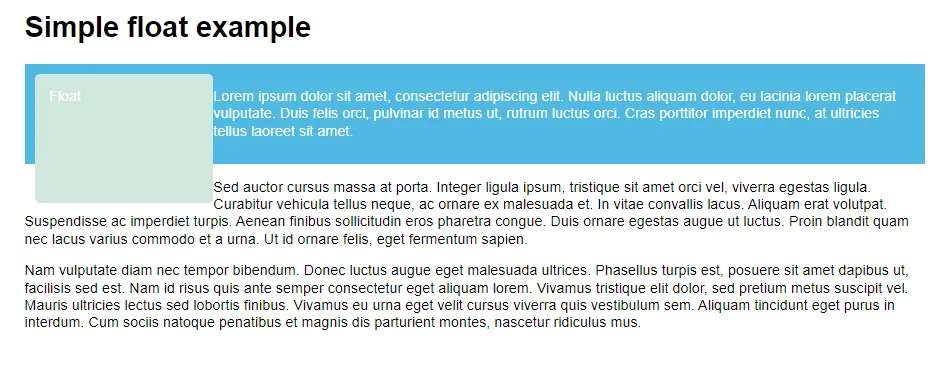 Simple float example
Float
Lorem ipsum dolor sit amet, consectetur adipiscing elit. Nulla luctus aliquam dolor, eu lacinia lorem placerat
vulputate. Duis felis orci, pulvinar id metus ut, rutrum luctus orci. Cras porttitor imperdiet nunc, at ultricies
tellus laoreet sit amet.
Sed auctor cursus massa at porta. Integer ligula ipsum, tristique sit amet orci vel, viverra egestas ligula.
Curabitur vehicula tellus neque, ac ornare ex malesuada et. In vitae convallis lacus. Aliquam erat volutpat.
Suspendisse ac imperdiet turpis. Aenean finibus sollicitudin eros pharetra congue. Duis ornare egestas augue ut luctus. Proin blandit quam
nec lacus varius commodo et a urna. Ut id ornare felis, eget fermentum sapien.
Nam vulputate diam nec tempor bibendum. Donec luctus augue eget malesuada ultrices. Phasellus turpis est, posuere sit amet dapibus ut,
facilisis sed est. Nam id risus quis ante semper consectetur eget aliquam lorem. Vivamus tristique elit dolor, sed pretium metus suscipit vel.
Mauris ultricies lectus sed lobortis finibus. Vivamus eu urna eget velit cursus viverra quis vestibulum sem. Aliquam tincidunt eget purus in
interdum. Cum sociis natoque penatibus et magnis dis parturient montes, nascetur ridiculus mus.